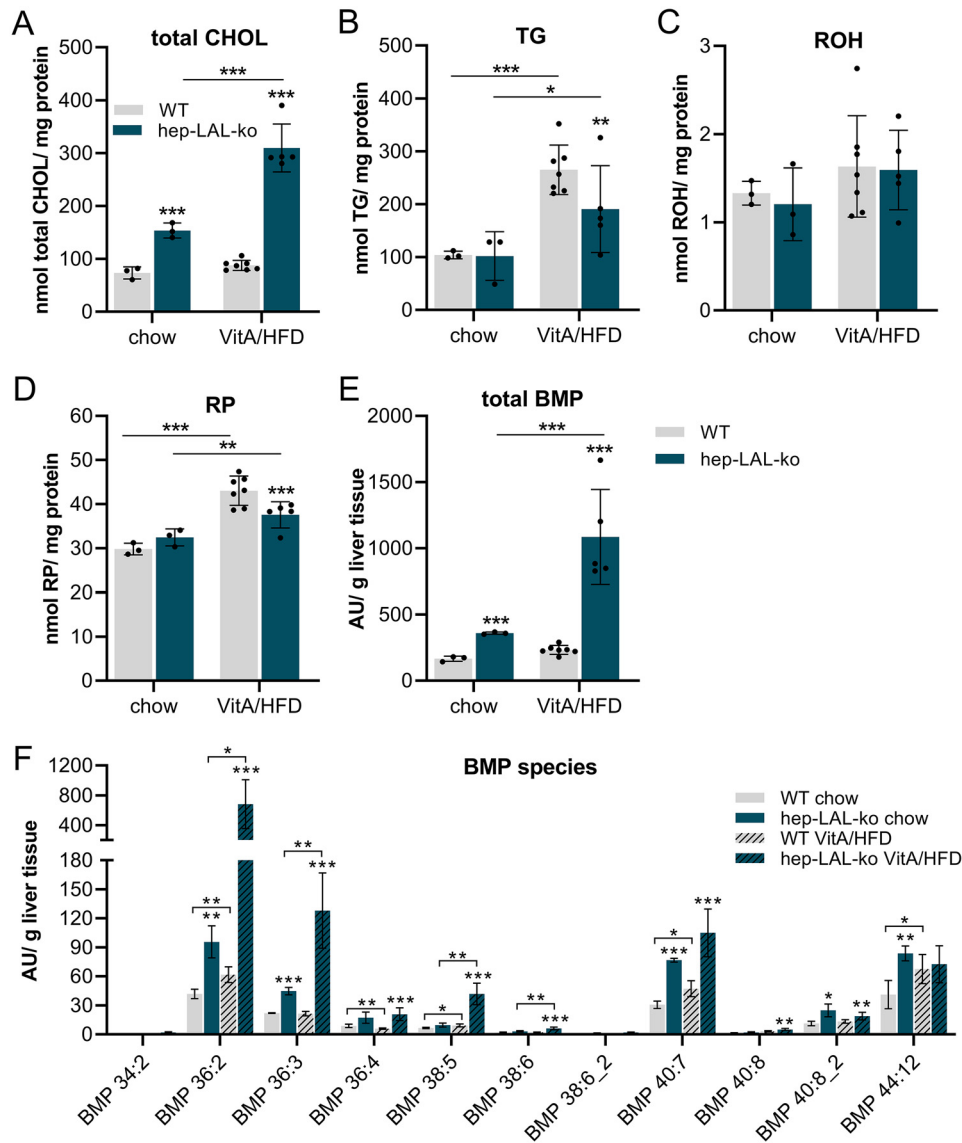 A
total CHOL
nmol total CHOL/ mg protein
500
400
300
200
100
0
WT
hep-LAL-ko
***
***
***
chow
VitA/HFD
B
TG
nmol TG/ mg protein
500
400
300
200
100
0
***
*
**
chow
VitA/HFD
C
ROH
nmol ROH/ mg protein
3
2
1
0
chow
VitA/HFD
D
RP
nmol RP/ mg protein
60
50
40
30
20
10
0
***
**
***
chow
VitA/HFD
E
total BMP
AU/ g liver tissue
2000
1500
1000
500
0
***
***
***
chow
VitA/HFD
WT
hep-LAL-ko
F
BMP species
AU/ g liver tissue
1200
800
400
180
150
120
90
60
30
0
*
***
**
**
**
***
***
**
***
**
***
*
**
***
*
***
***
**
*
**
*
**
WT chow
hep-LAL-ko chow
WT VitA/HFD
hep-LAL-ko VitA/HFD
BMP 34:2
BMP 36:2
BMP 36:3
BMP 36:4
BMP 38:5
BMP 38:6
BMP 38:6_2
BMP 40:7
BMP 40:8
BMP 40:8_2
BMP 44:12